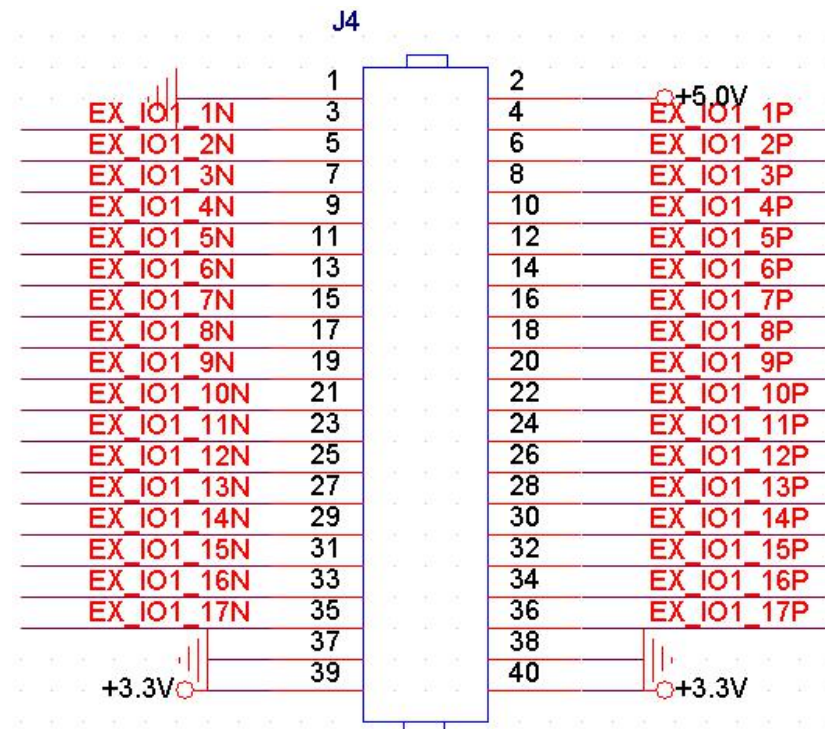 J4
1 2
+5.0V
EX_IO1_1N 3 4 EX_IO1_1P
EX_IO1_2N 5 6 EX_IO1_2P
EX_IO1_3N 7 8 EX_IO1_3P
EX_IO1_4N 9 10 EX_IO1_4P
EX_IO1_5N 11 12 EX_IO1_5P
EX_IO1_6N 13 14 EX_IO1_6P
EX_IO1_7N 15 16 EX_IO1_7P
EX_IO1_8N 17 18 EX_IO1_8P
EX_IO1_9N 19 20 EX_IO1_9P
EX_IO1_10N 21 22 EX_IO1_10P
EX_IO1_11N 23 24 EX_IO1_11P
EX_IO1_12N 25 26 EX_IO1_12P
EX_IO1_13N 27 28 EX_IO1_13P
EX_IO1_14N 29 30 EX_IO1_14P
EX_IO1_15N 31 32 EX_IO1_15P
EX_IO1_16N 33 34 EX_IO1_16P
EX_IO1_17N 35 36 EX_IO1_17P
37 38
39 40
+3.3V +3.3V